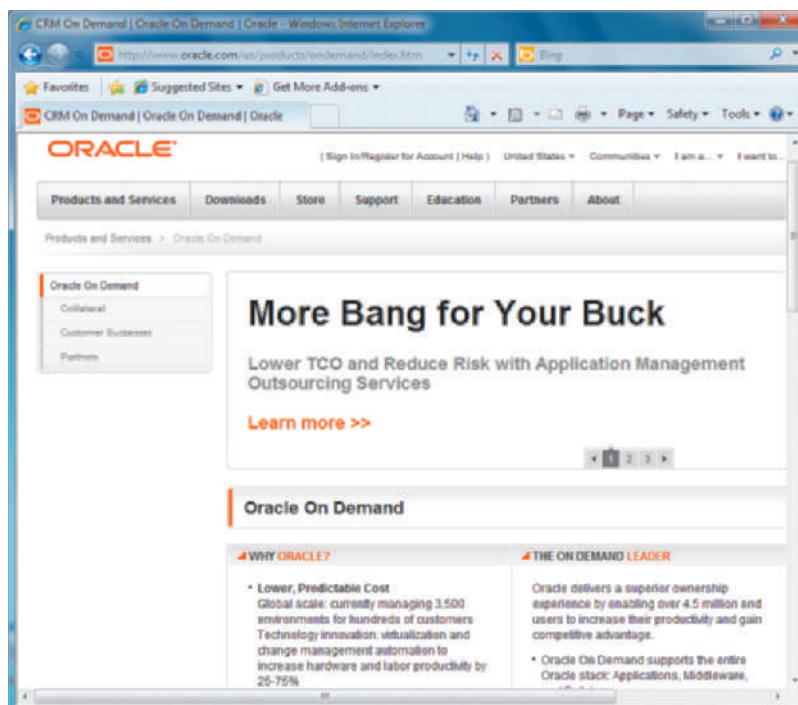 CRM On Demand | Oracle On Demand | Oracle - Windows Internet Explorer
http://www.oracle.com/us/products/ondemand/index.htm
Bing
Favorites Suggested Sites Get More Add-ons
CRM On Demand | Oracle On Demand | Oracle
Page Safety Tools
ORACLE
( Sign In/Register for Account | Help ) United States Communities I am a... I want to...
Products and Services Downloads Store Support Education Partners About
Products and Services > Oracle On Demand
Oracle On Demand
Collateral
Customer Successes
Partners
More Bang for Your Buck
Lower TCO and Reduce Risk with Application Management
Outsourcing Services
Learn more >>
1 2 3
Oracle On Demand
WHY ORACLE?
• Lower, Predictable Cost
Global scale: currently managing 3,500
environments for hundreds of customers
Technology innovation: virtualization and
change management automation to
increase hardware and labor productivity by
25-75%
THE ON DEMAND LEADER
Oracle delivers a superior ownership
experience by enabling over 4.5 million end
users to increase their productivity and gain
competitive advantage.
• Oracle On Demand supports the entire
Oracle stack: Applications, Middleware,